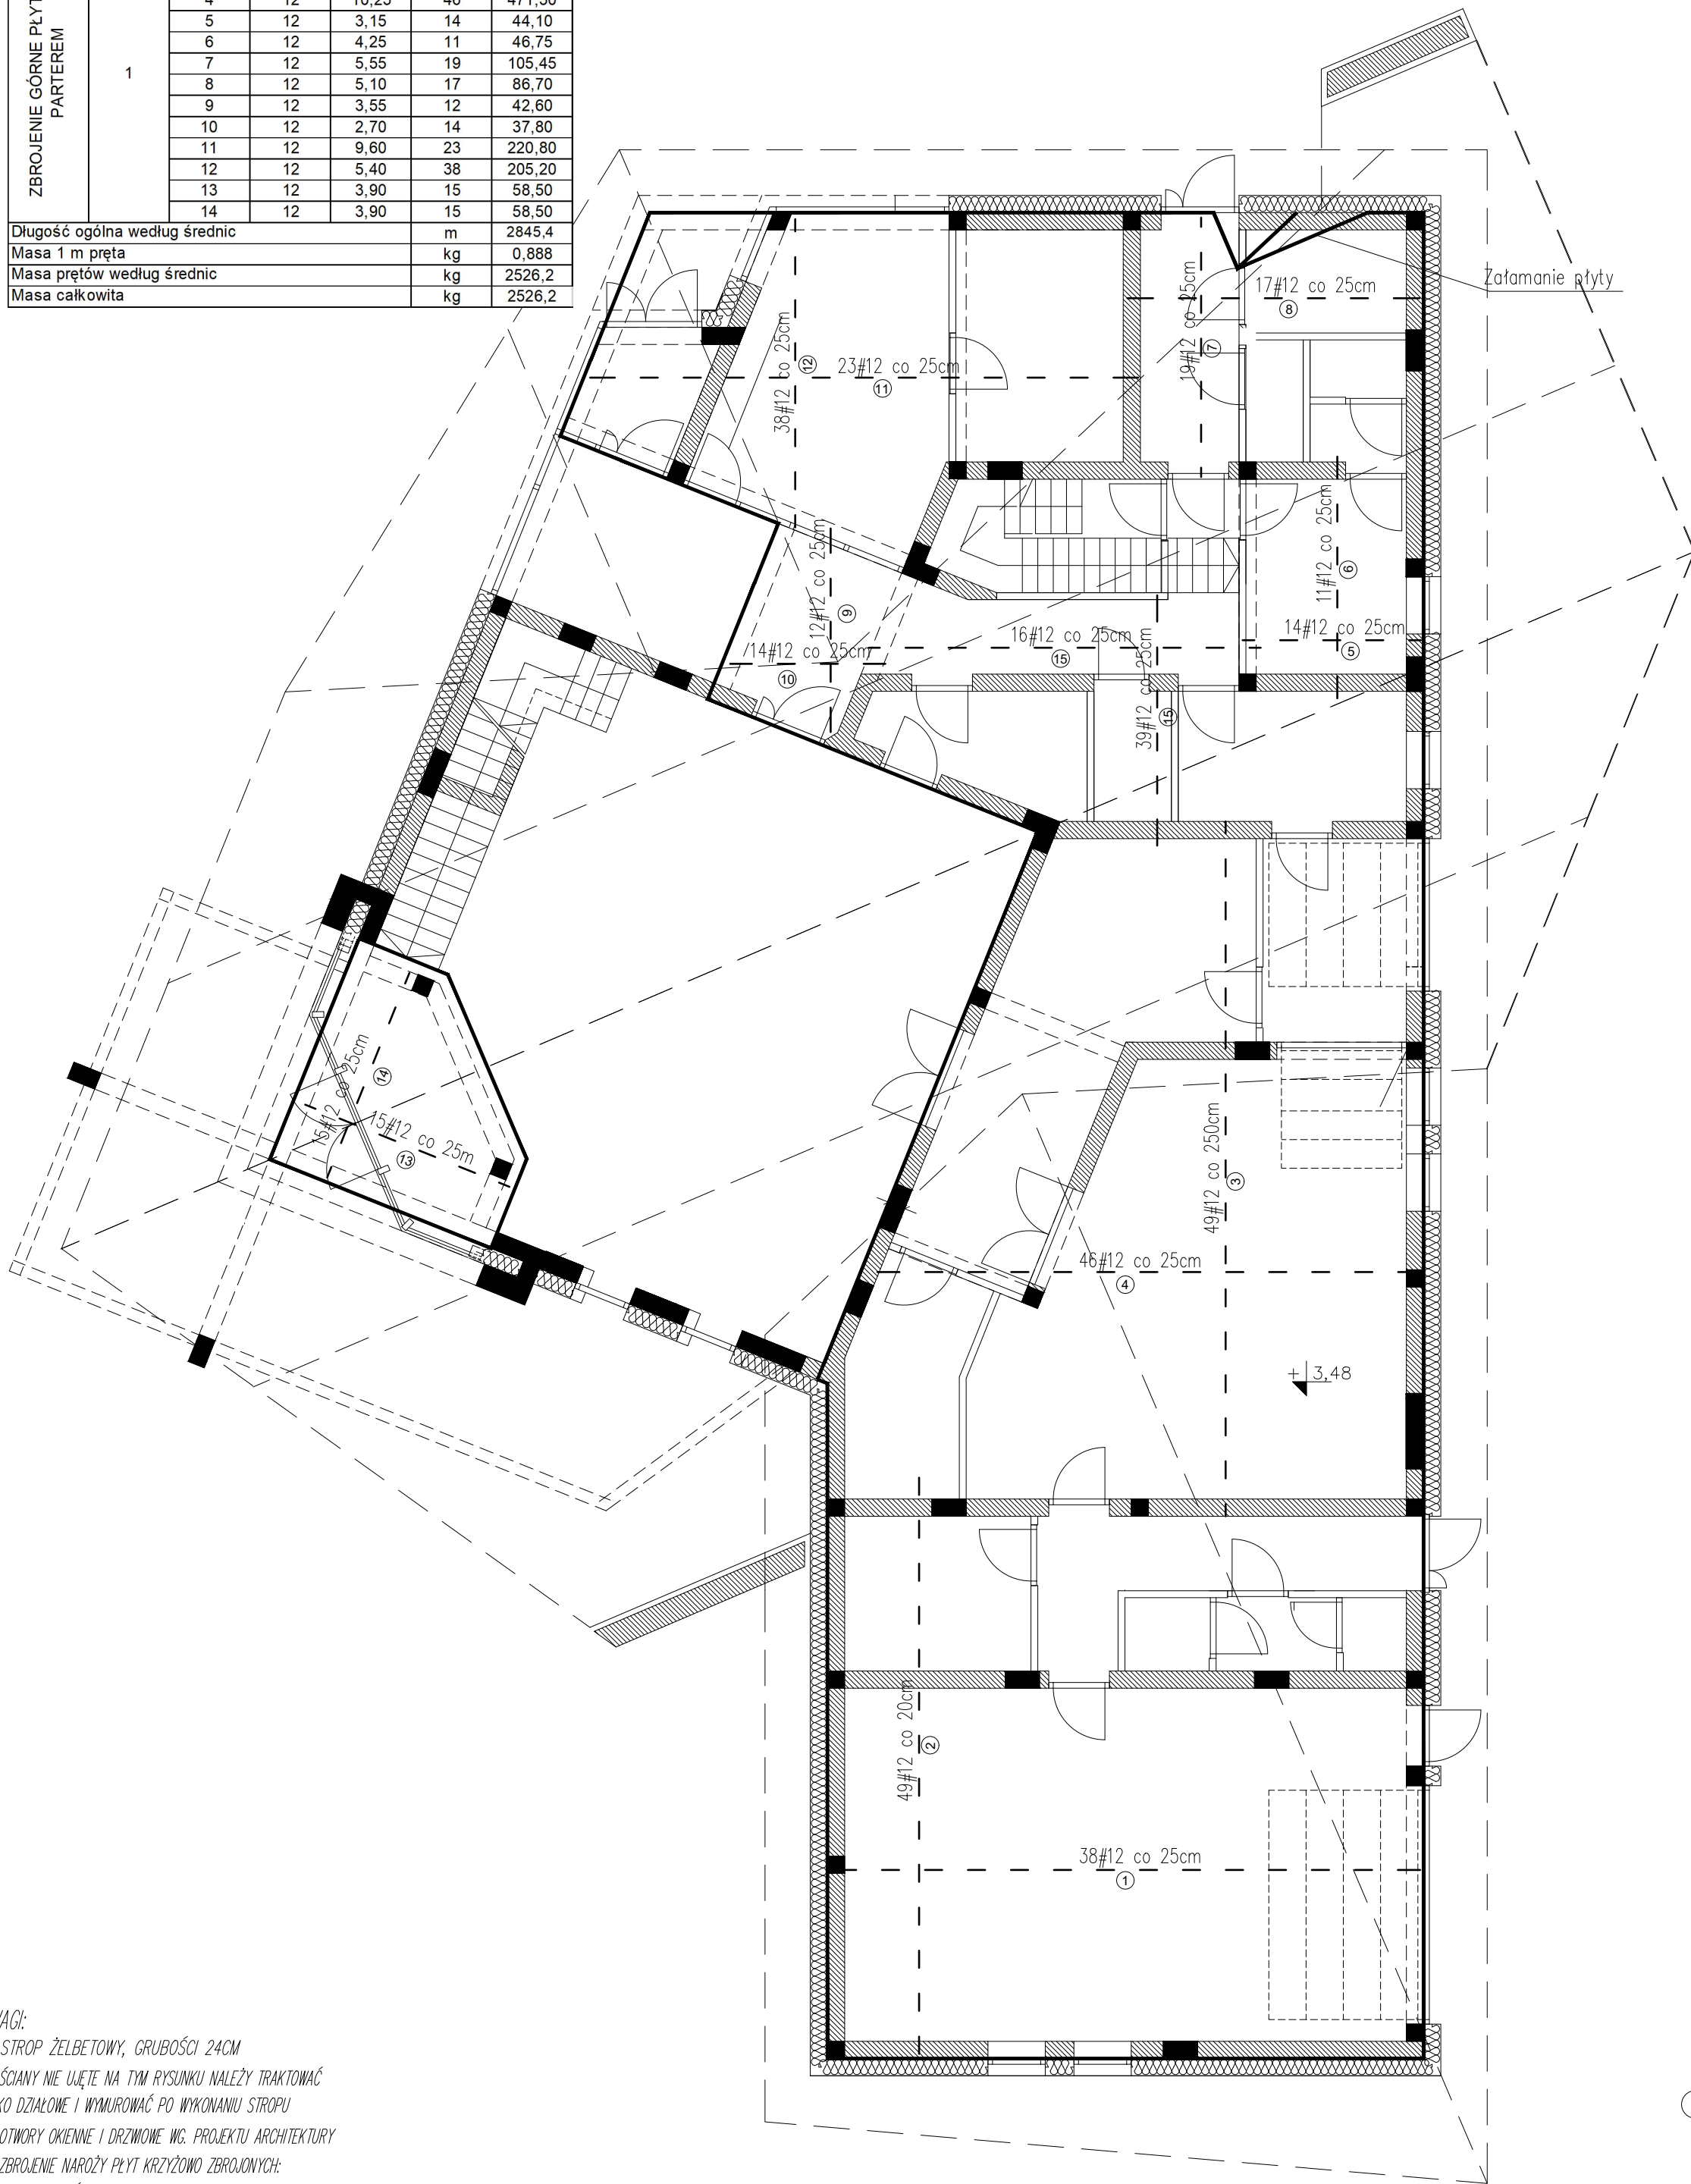 ZBROJENIE GÓRNE PŁYT
PARTEREM
1
4 12 10,25 46 471,50
5 12 3,15 14 44,10
6 12 4,25 11 46,75
7 12 5,55 19 105,45
8 12 5,10 17 86,70
9 12 3,55 12 42,60
10 12 2,70 14 37,80
11 12 9,60 23 220,80
12 12 5,40 38 205,20
13 12 3,90 15 58,50
14 12 3,90 15 58,50
Długość ogólna według średnic m 2845,4
Masa 1 m pręta kg 0,888
Masa prętów według średnic kg 2526,2
Masa całkowita kg 2526,2
Załamanie płyty
17#12 co 25cm
8
19#12 co 25cm
7
38#12 co 25cm
12
23#12 co 25cm
11
11#12 co 25cm
6
12#12 co 25cm
9
14#12 co 25cm
10
16#12 co 25cm
15
14#12 co 25cm
5
39#12 co 25cm
15
15#12 co 25cm
14
15#12 co 25m
13
49#12 co 250cm
3
46#12 co 25cm
4
+ 3,48
49#12 co 20cm
2
38#12 co 25cm
1
AGI:
STROP ŻELBETOWY, GRUBOŚCI 24CM
ŚCIANY NIE UJĘTE NA TYM RYSUNKU NALEŻY TRAKTOWAĆ
KO DZIAŁOWE I WYMUROWAĆ PO WYKONANIU STROPU
OTWORY OKIENNE I DRZWIOWE WG. PROJEKTU ARCHITEKTURY
ZBROJENIE NAROŻY PŁYT KRZYŻOWO ZBROJONYCH: